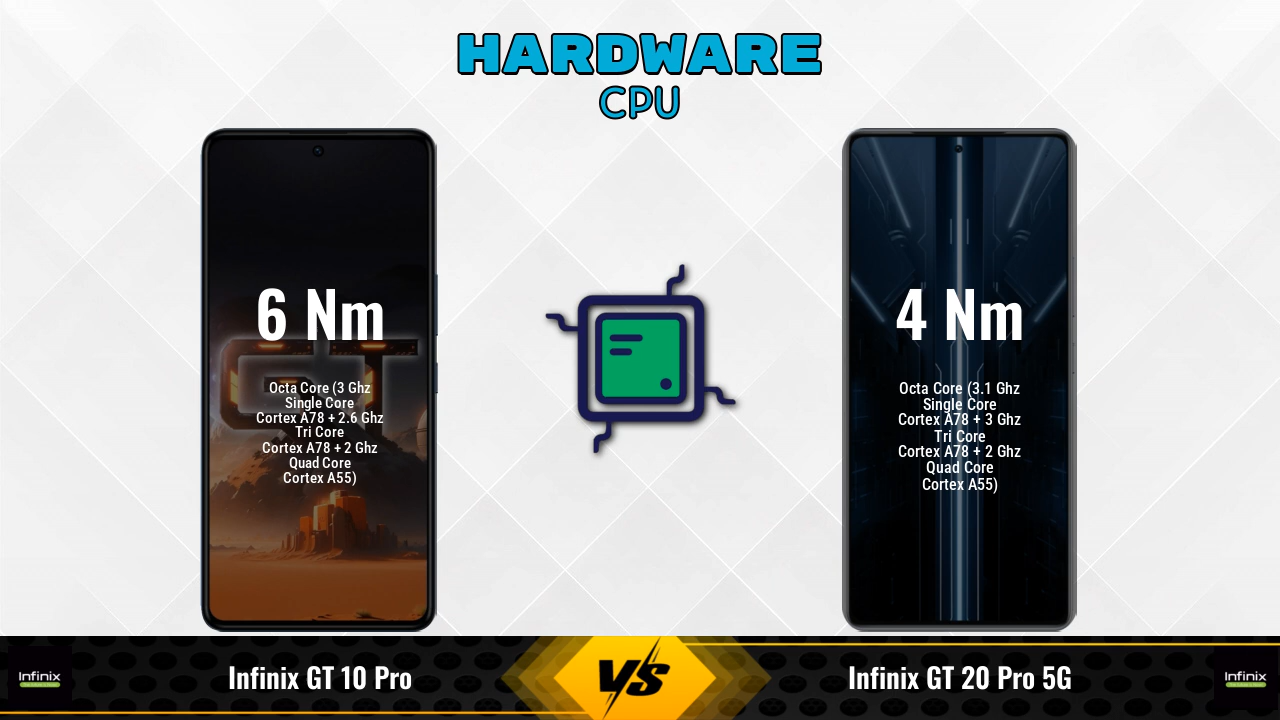 HARDWARE
CPU
6 Nm
Octa Core (3 Ghz
Single Core
Cortex A78 + 2.6 Ghz
Tri Core
Cortex A78 + 2 Ghz
Quad Core
Cortex A55)
GT
4 Nm
Octa Core (3.1 Ghz
Single Core
Cortex A78 + 3 Ghz
Tri Core
Cortex A78 + 2 Ghz
Quad Core
Cortex A55)
Infinix
Infinix GT 10 Pro
VS
Infinix GT 20 Pro 5G
Infinix